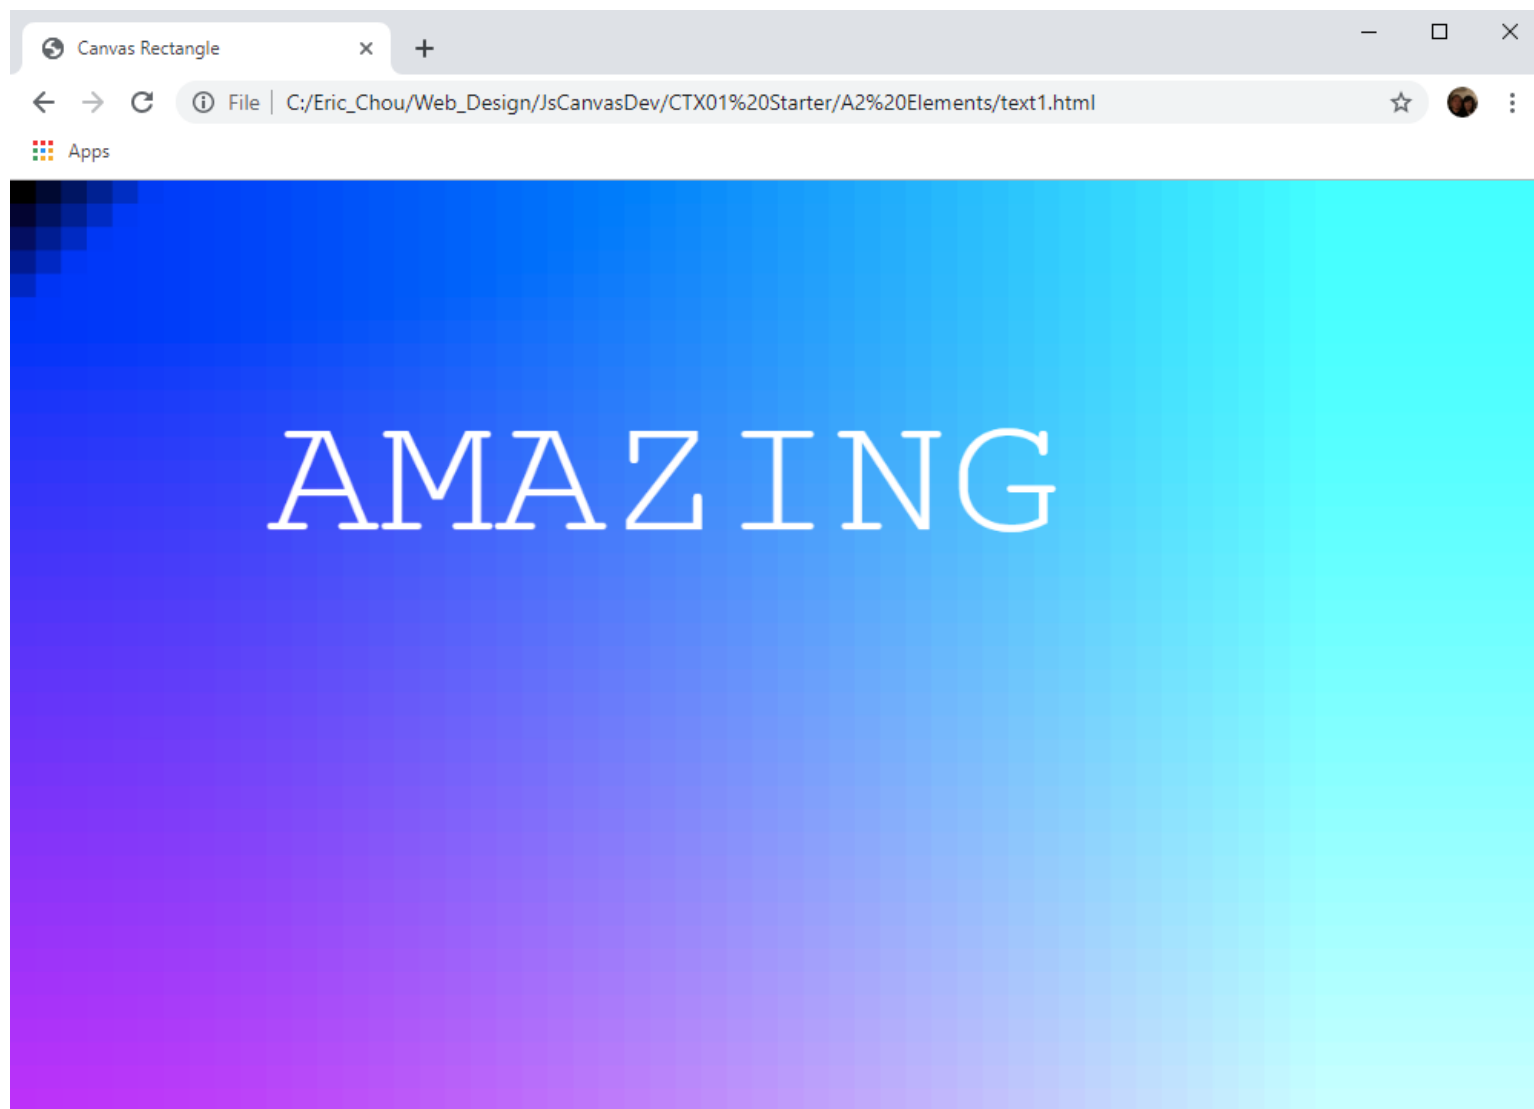 Canvas Rectangle
File C:/Eric_Chou/Web_Design/JsCanvasDev/CTX01%20Starter/A2%20Elements/text1.html
Apps
AMAZING